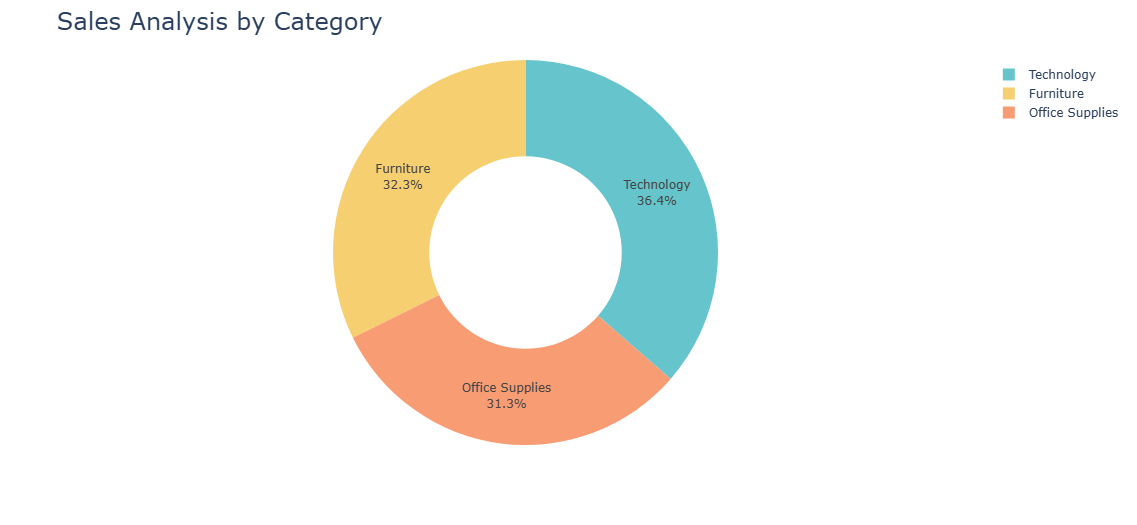 Sales Analysis by Category
Technology
Furniture
Office Supplies
Furniture
32.3%
Technology
36.4%
Office Supplies
31.3%